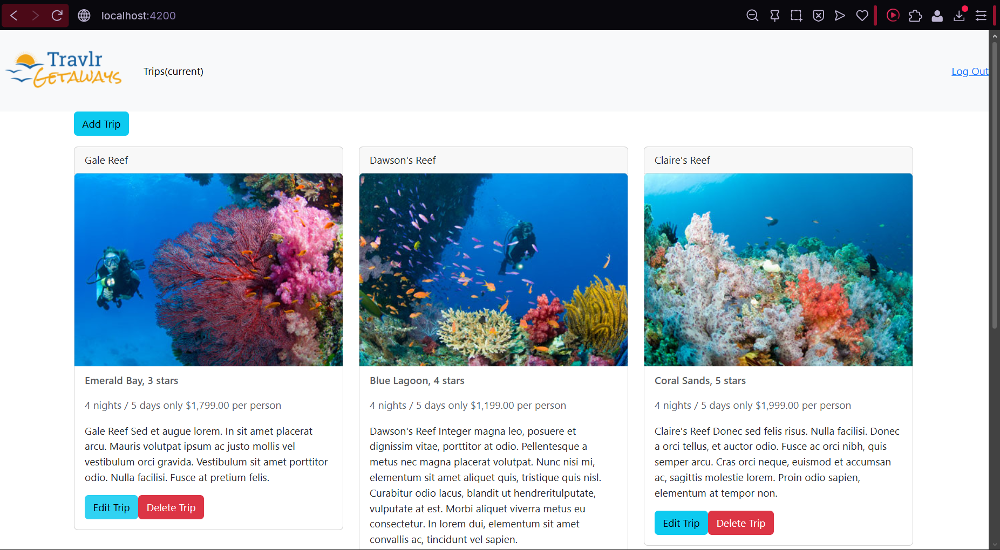 localhost:4200
Travlr
GETAWAYS
Trips(current)
Log Out
Add Trip
Gale Reef
Emerald Bay, 3 stars
4 nights / 5 days only $1,799.00 per person
Gale Reef Sed et augue lorem. In sit amet placerat
arcu. Mauris volutpat ipsum ac justo mollis vel
vestibulum orci gravida. Vestibulum sit amet porttitor
odio. Nulla facilisi. Fusce at pretium felis.
Edit Trip
Delete Trip
Dawson's Reef
Blue Lagoon, 4 stars
4 nights / 5 days only $1,199.00 per person
Dawson's Reef Integer magna leo, posuere et
dignissim vitae, porttitor at odio. Pellentesque a
metus nec magna placerat volutpat. Nunc nisi mi,
elementum sit amet aliquet quis, tristique quis nisl.
Curabitur odio lacus, blandit ut hendreritulputate,
vulputate at est. Morbi aliquet viverra metus eu
consectetur. In lorem dui, elementum sit amet
convallis ac, tincidunt vel sapien.
Claire's Reef
Coral Sands, 5 stars
4 nights / 5 days only $1,999.00 per person
Claire's Reef Donec sed felis risus. Nulla facilisi. Donec
a orci tellus, et auctor odio. Fusce ac orci nibh, quis
semper arcu. Cras orci neque, euismod et accumsan
ac, sagittis molestie lorem. Proin odio sapien,
elementum at tempor non.
Edit Trip
Delete Trip